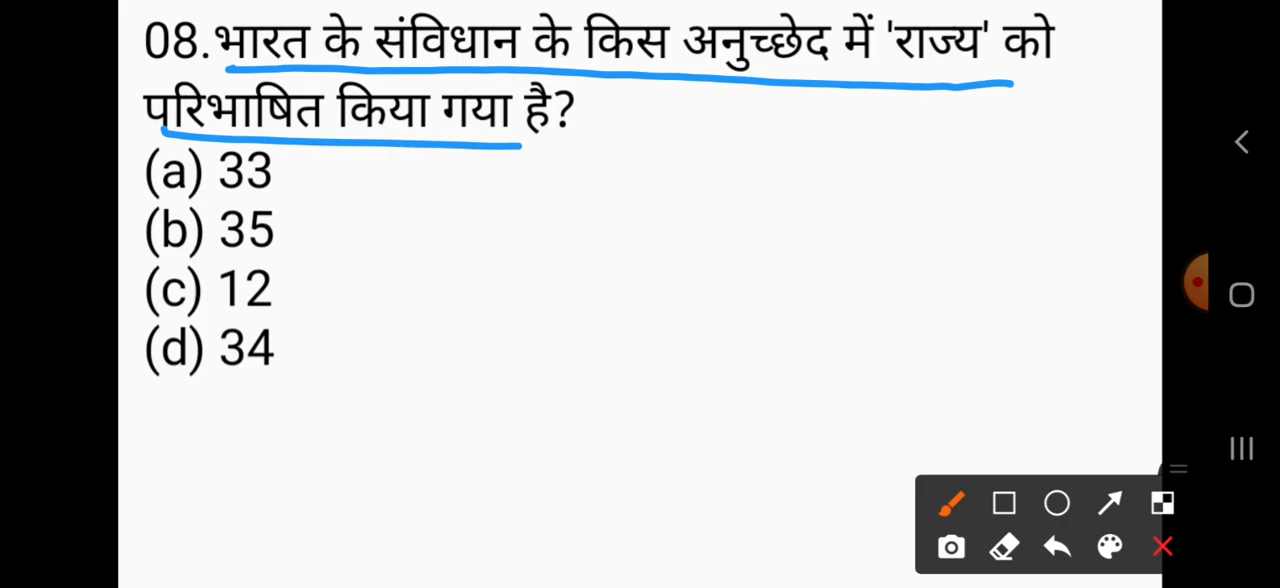 08.भारत के संविधान के किस अनुच्छेद में 'राज्य' को
परिभाषित किया गया है?
(a) 33
(b) 35
(c) 12
(d) 34